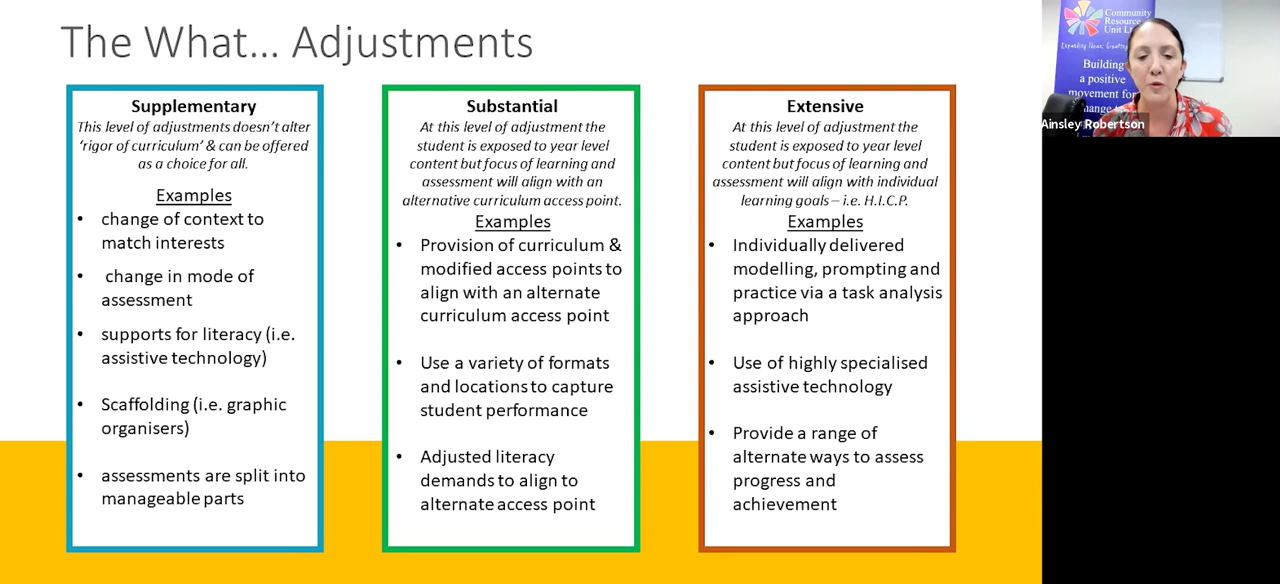 The What... Adjustments
Supplementary
This level of adjustments doesn't alter
'rigor of curriculum' & can be offered
as a choice for all.
Examples
• change of context to
match interests
• change in mode of
assessment
• supports for literacy (i.e.
assistive technology)
• Scaffolding (i.e. graphic
organisers)
• assessments are split into
manageable parts
Substantial
At this level of adjustment the
student is exposed to year level
content but focus of learning and
assessment will align with an
alternative curriculum access point.
Examples
• Provision of curriculum &
modified access points to
align with an alternate
curriculum access point
• Use a variety of formats
and locations to capture
student performance
• Adjusted literacy
demands to align to
alternate access point
Extensive
At this level of adjustment the
student is exposed to year level
content but focus of learning and
assessment will align with individual
learning goals – i.e. H.I.C.P.
Examples
• Individually delivered
modelling, prompting and
practice via a task analysis
approach
• Use of highly specialised
assistive technology
• Provide a range of
alternate ways to assess
progress and
achievement
Community
Resource
Unit
Expanding Ideas;
Building
a positive
movement for
Ainsley Robertson